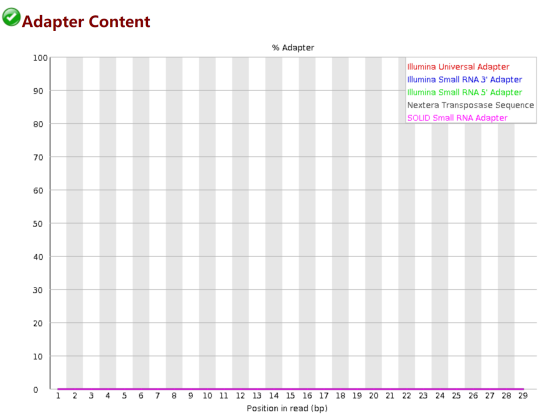 Adapter Content
% Adapter
100
90
80
70
60
50
40
30
20
10
0
Illumina Universal Adapter
Illumina Small RNA 3' Adapter
Illumina Small RNA 5' Adapter
Nextera Transposase Sequence
SOLID Small RNA Adapter
1 2 3 4 5 6 7 8 9 10 11 12 13 14 15 16 17 18 19 20 21 22 23 24 25 26 27 28 29
Position in read (bp)